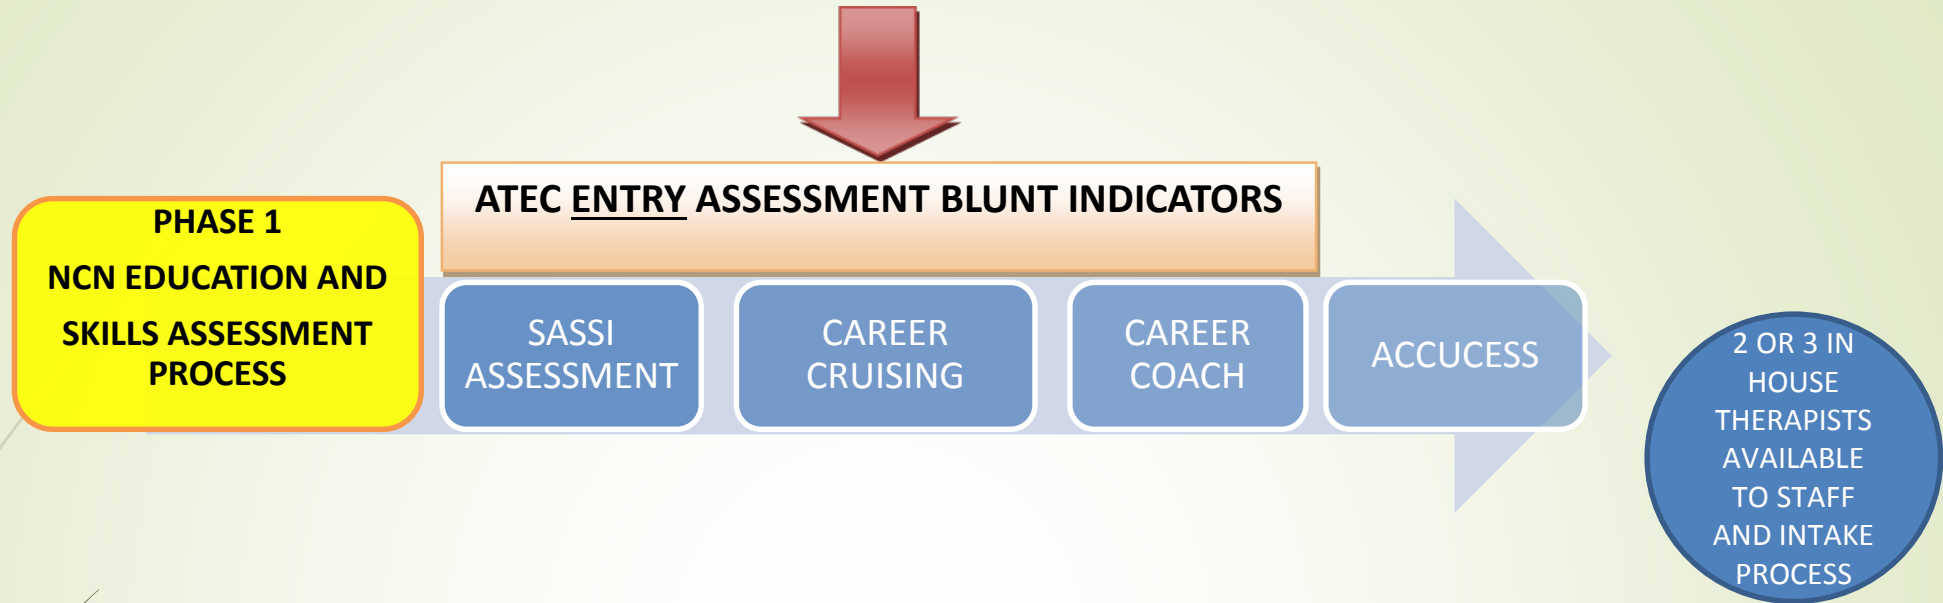 ATEC ENTRY ASSESSMENT BLUNT INDICATORS
PHASE 1
NCN EDUCATION AND
SKILLS ASSESSMENT
PROCESS
SASSI
ASSESSMENT
CAREER
CRUISING
CAREER
COACH
ACCUCESS
2 OR 3 IN
HOUSE
THERAPISTS
AVAILABLE
TO STAFF
AND INTAKE
PROCESS